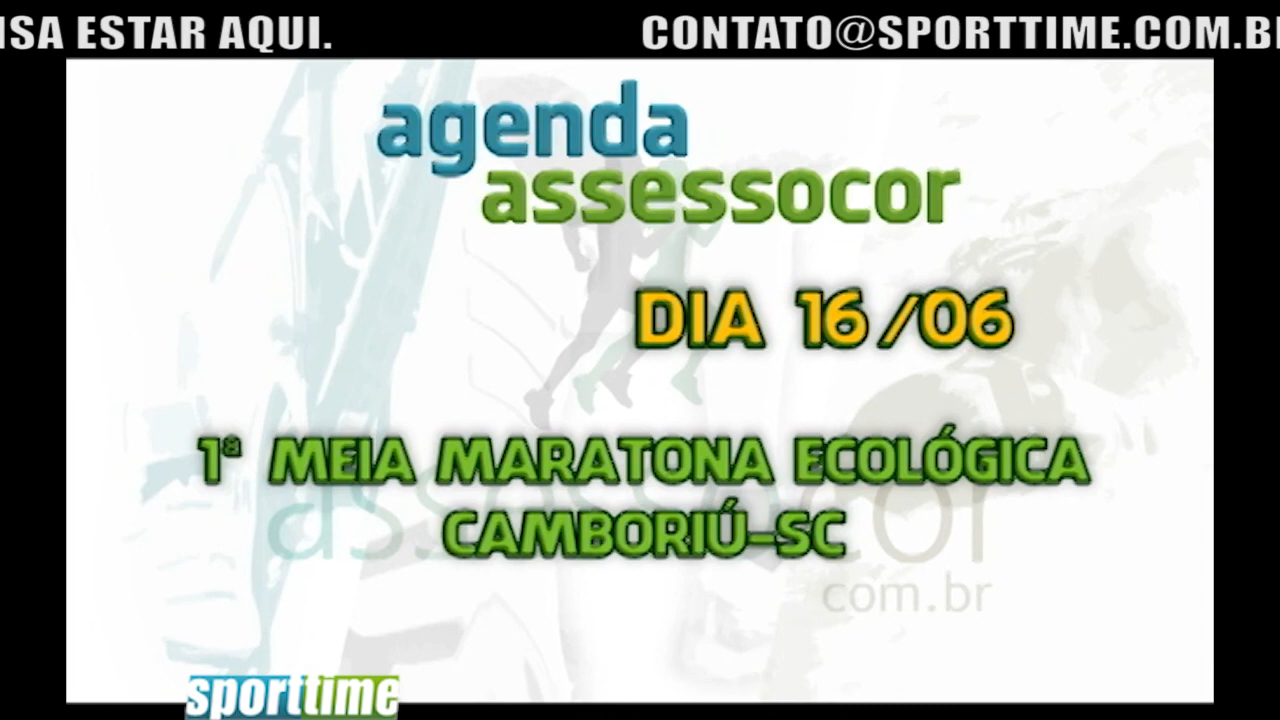 ISA ESTAR AQUI. CONTATO@SPORTTIME.COM.B
agenda
assessocor
DIA 16/06
1ª MEIA MARATONA ECOLÓGICA
CAMBORIÚ-SC
assessocor
com.br
sporttime